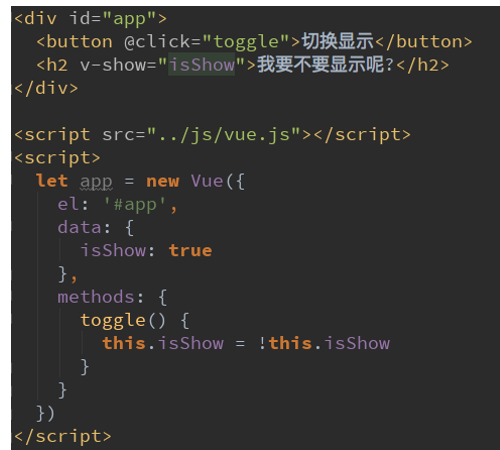 <div id="app">
  <button @click="toggle">切换显示</button>
  <h2 v-show="isShow">我要不要显示呢?</h2>
</div>

<script src="../js/vue.js"></script>
<script>
  let app = new Vue({
    el: '#app',
    data: {
      isShow: true
    },
    methods: {
      toggle() {
        this.isShow = !this.isShow
      }
    }
  })
</script>